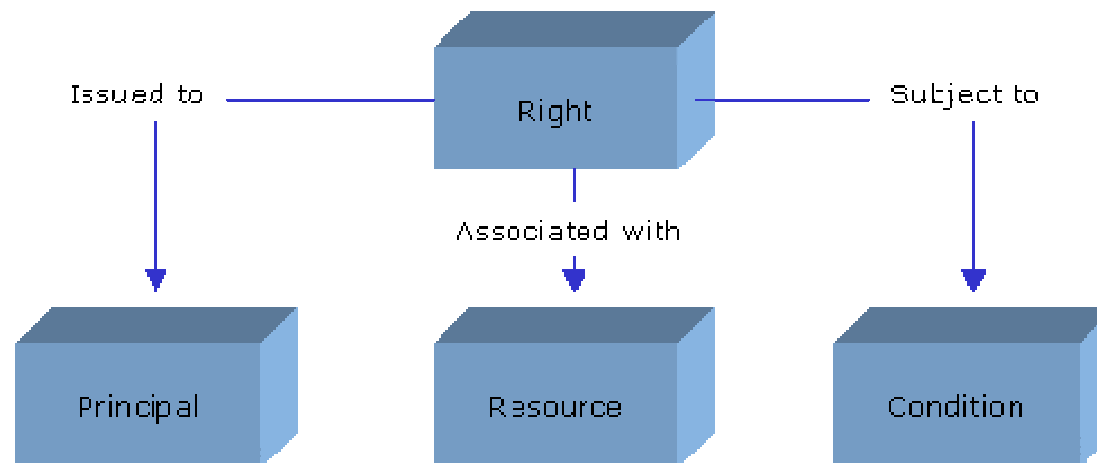 Issued to
Right
Subject to
Associated with
Principal
Resource
Condition